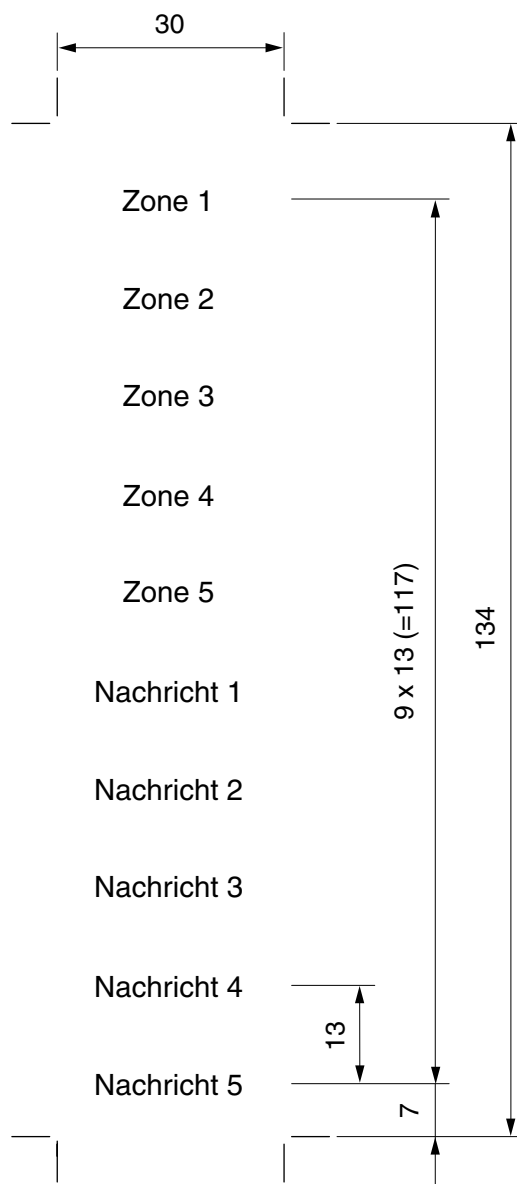 30
Zone 1
Zone 2
Zone 3
Zone 4
Zone 5
Nachricht 1
Nachricht 2
Nachricht 3
Nachricht 4
Nachricht 5
9 x 13 (=117)
134
13
7